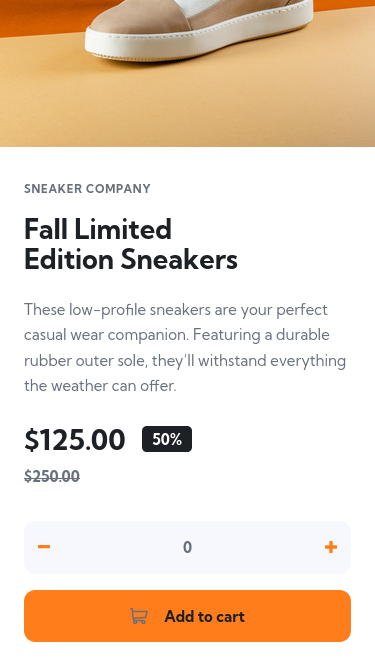 SNEAKER COMPANY
Fall Limited
Edition Sneakers
These low-profile sneakers are your perfect
casual wear companion. Featuring a durable
rubber outer sole, they'll withstand everything
the weather can offer.
$125.00 50%
$250.00
0
Add to cart